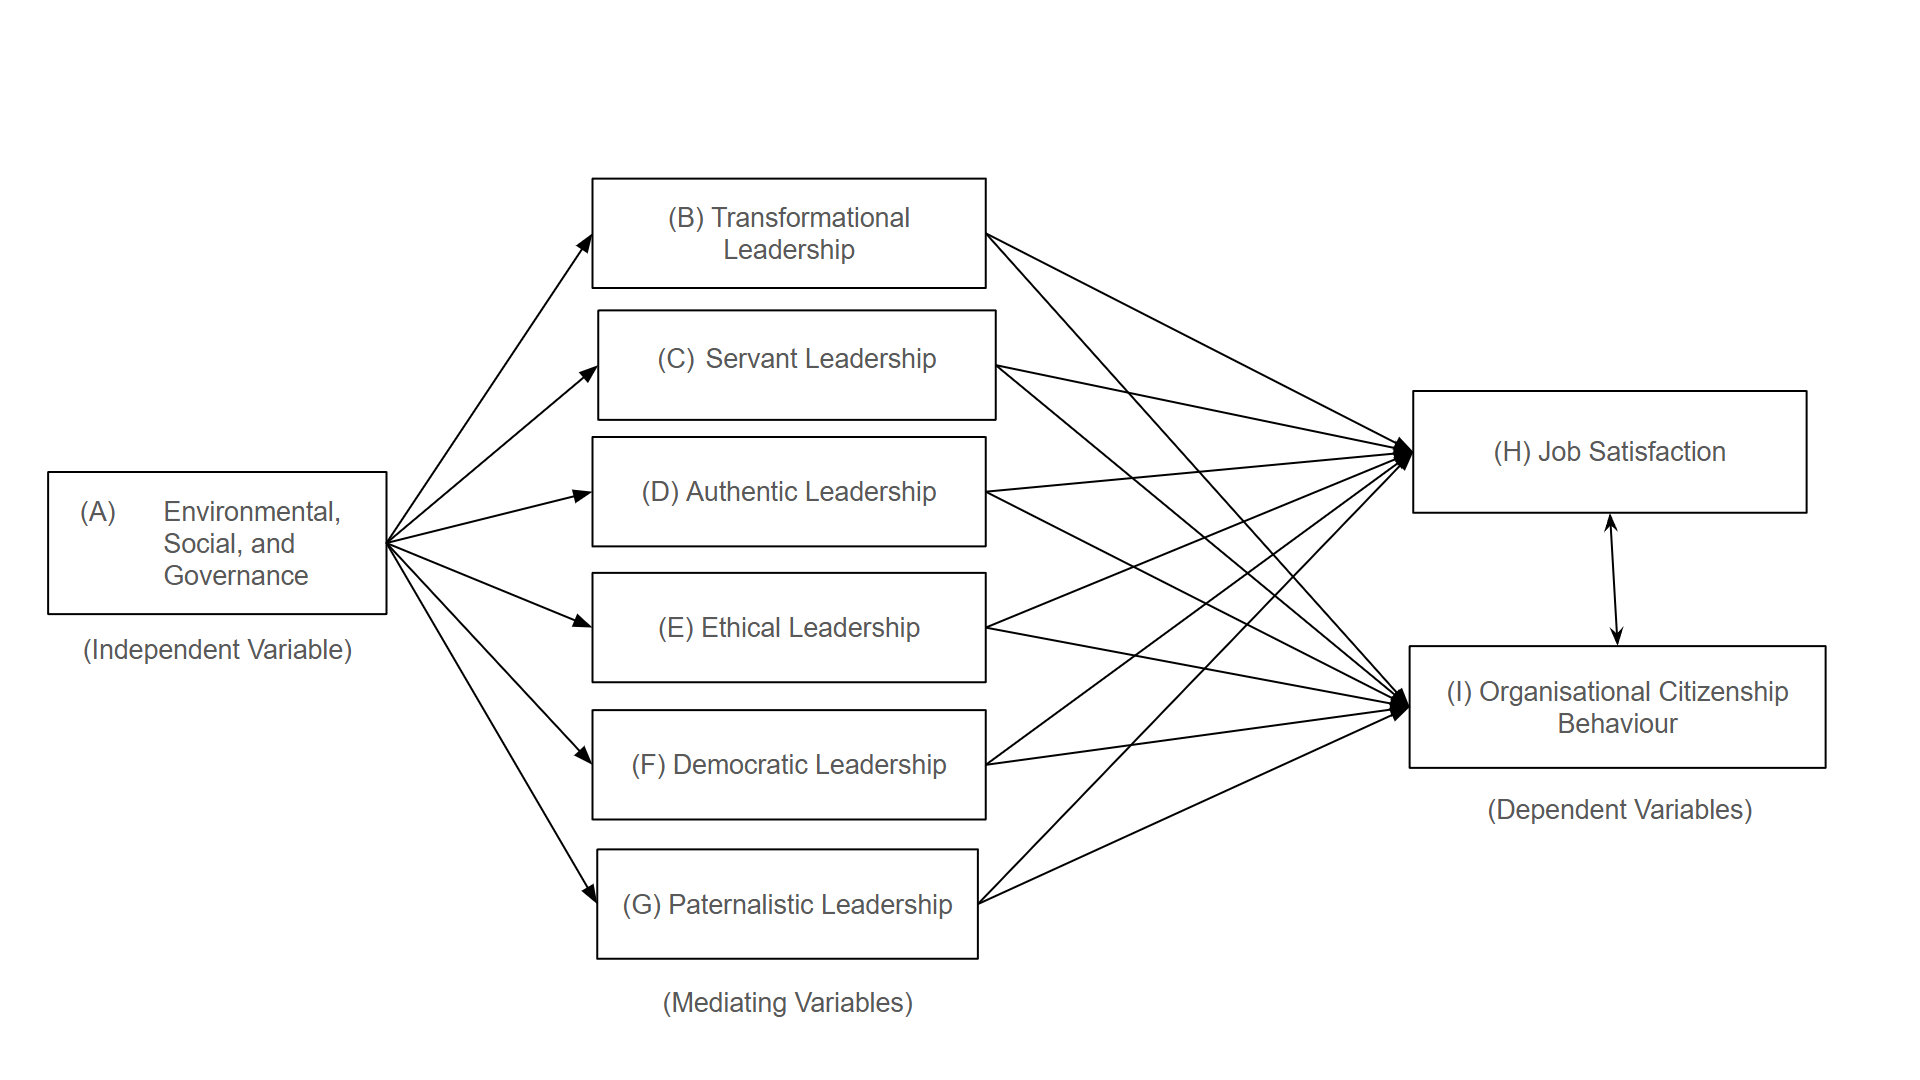 (A) Environmental,
Social, and
Governance
(Independent Variable)
(B) Transformational
Leadership
(C) Servant Leadership
(D) Authentic Leadership
(E) Ethical Leadership
(F) Democratic Leadership
(G) Paternalistic Leadership
(Mediating Variables)
(H) Job Satisfaction
(I) Organisational Citizenship
Behaviour
(Dependent Variables)